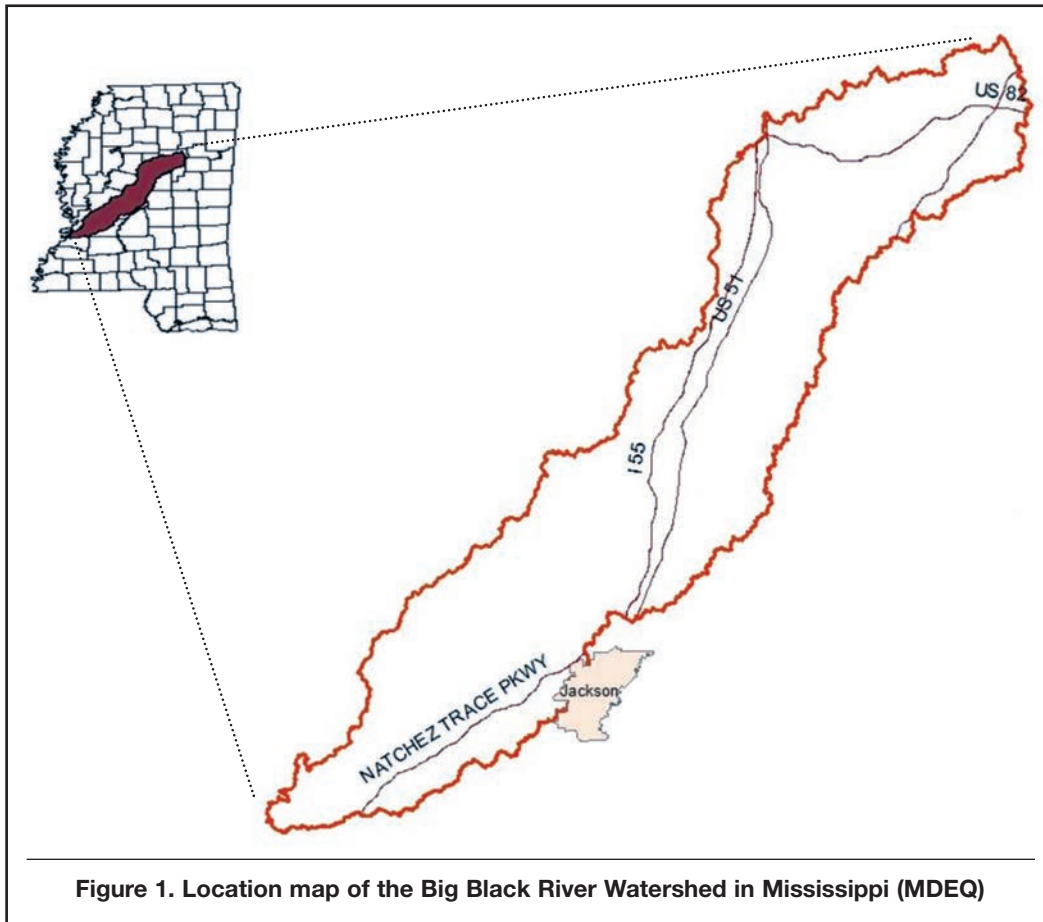 US 82
US 51
I 55
NATCHEZ TRACE PKWY
Jackson
Figure 1. Location map of the Big Black River Watershed in Mississippi (MDEQ)